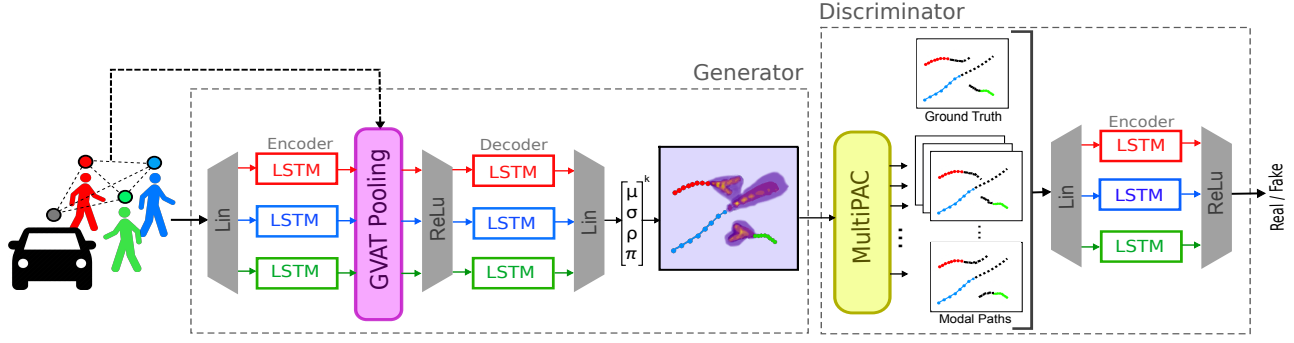 Discriminator
Generator
Ground Truth
Encoder
Decoder
Encoder
Lin
LSTM
LSTM
LSTM
GVAT Pooling
ReLu
LSTM
LSTM
LSTM
Lin
μ
σ
ρ
π
k
MultiPAC
Modal Paths
Lin
LSTM
LSTM
LSTM
ReLu
Real / Fake